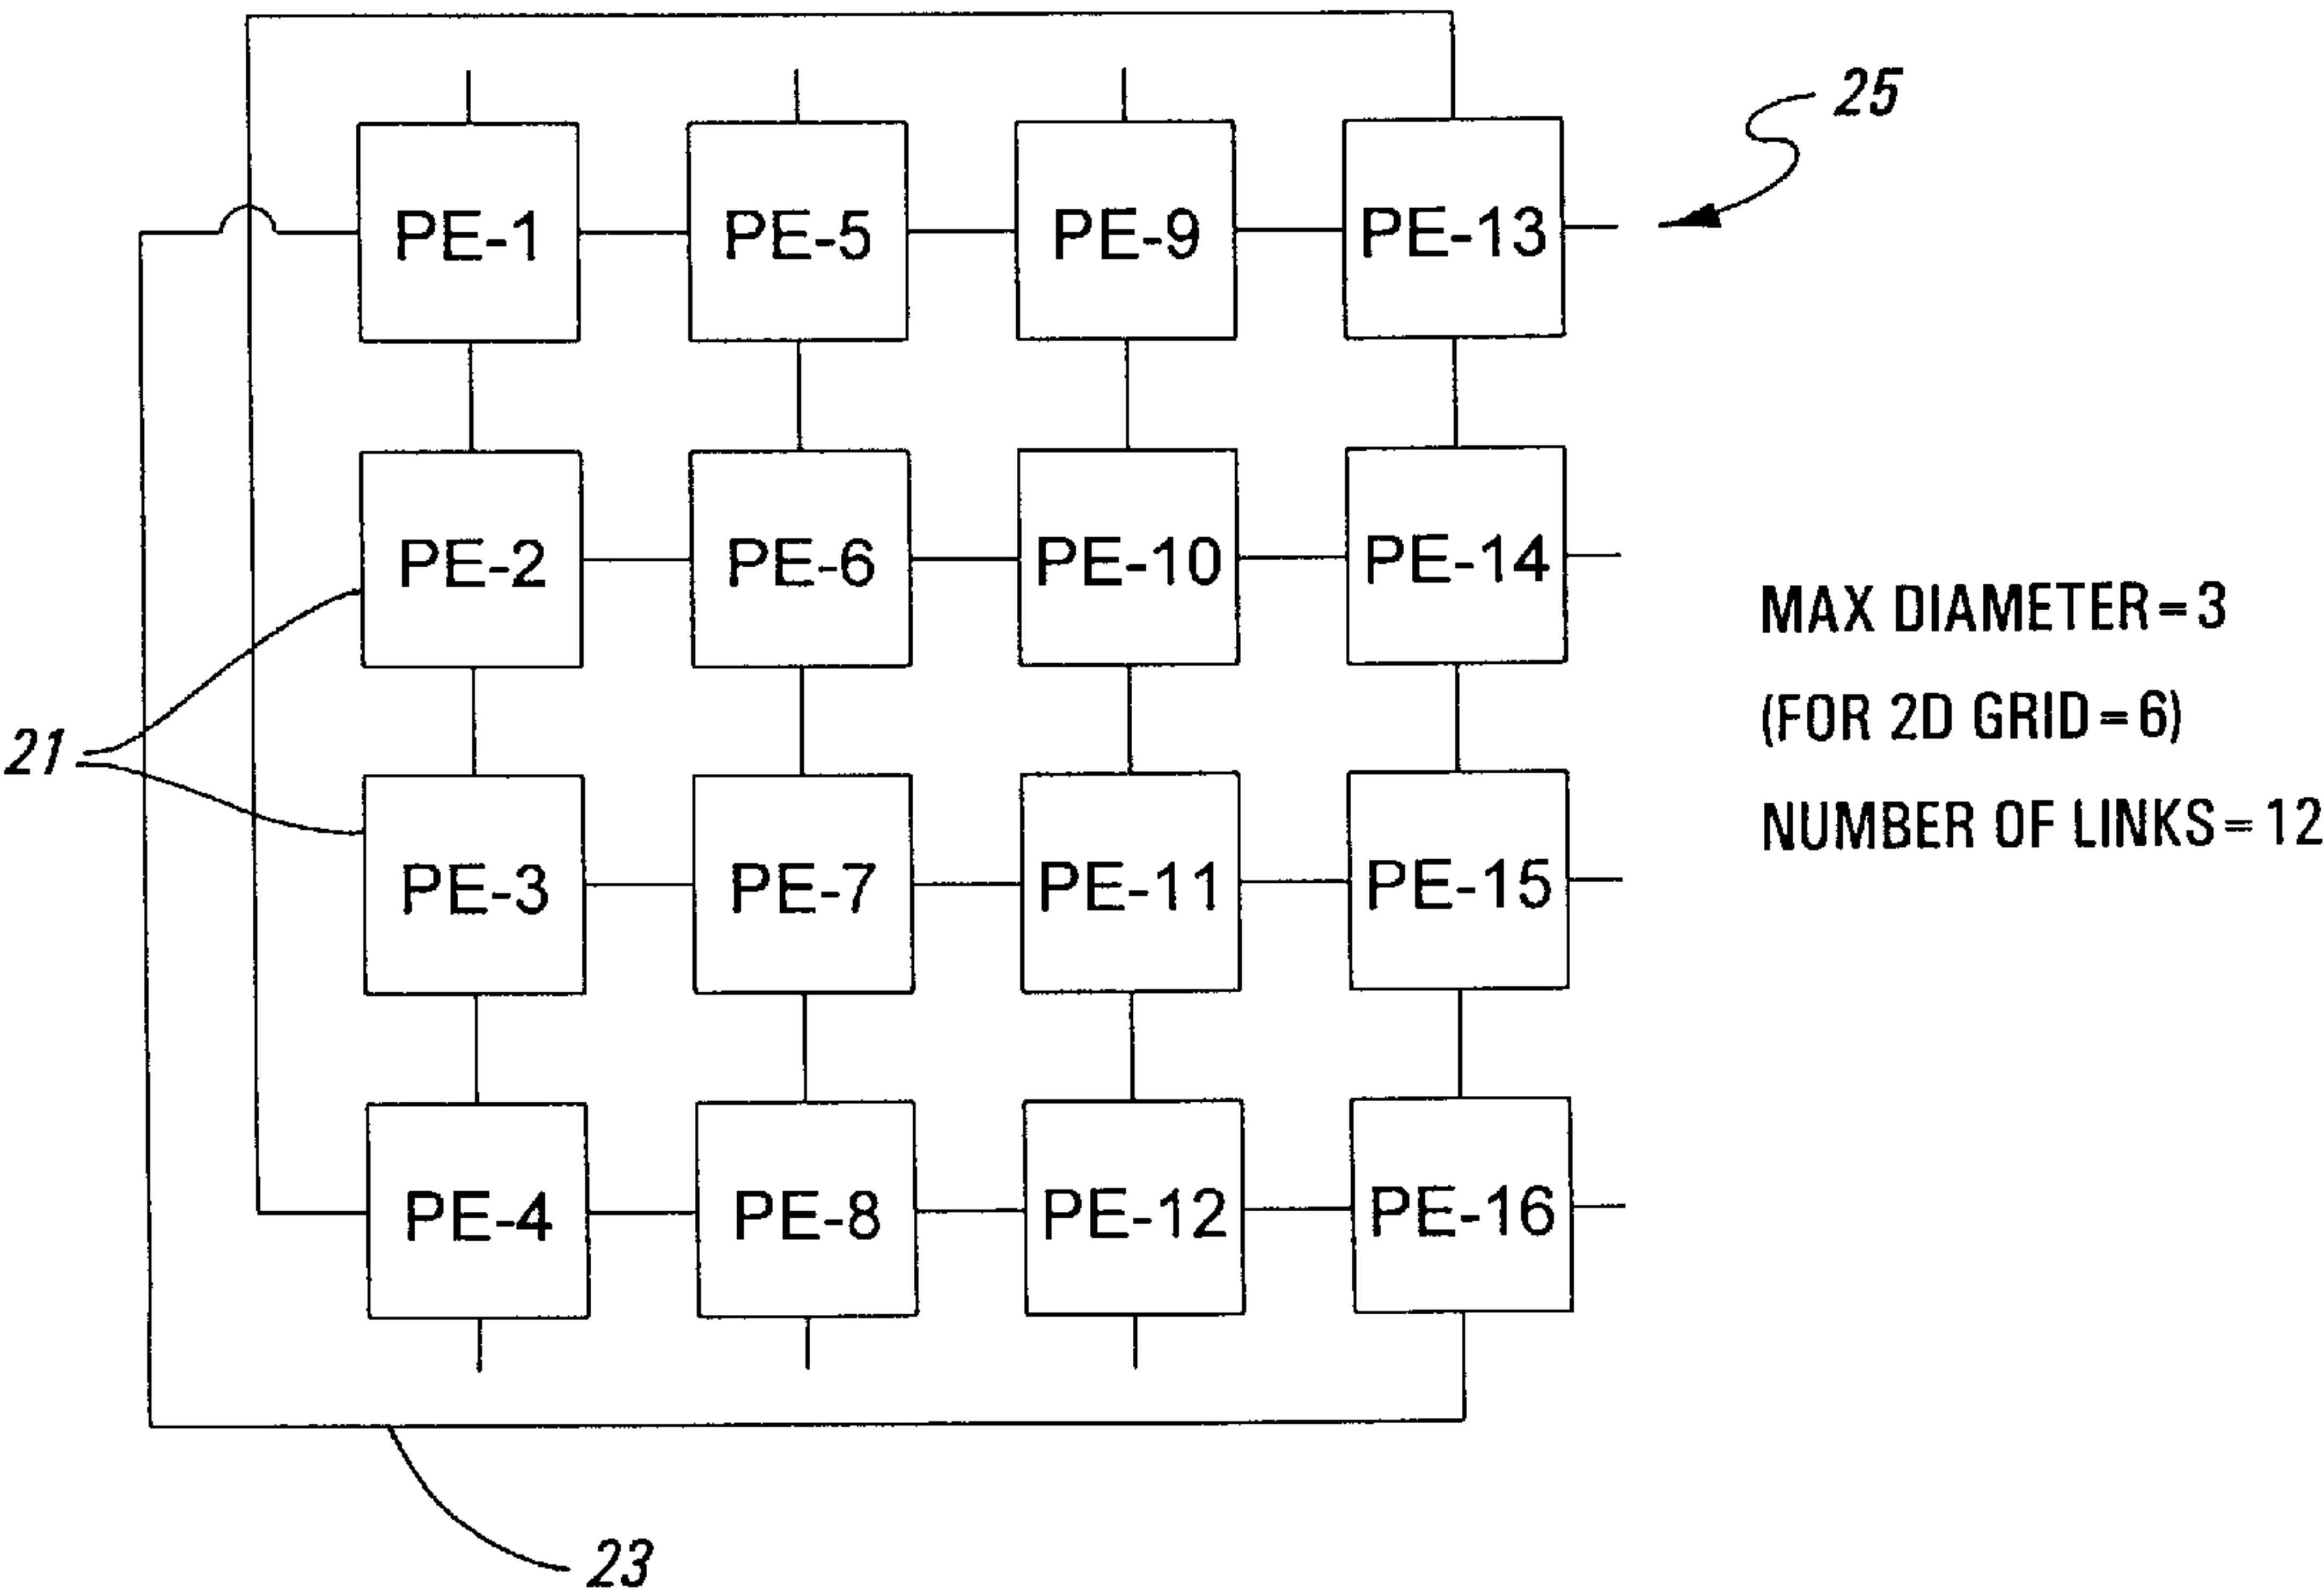 25
PE-1 PE-5 PE-9 PE-13
PE-2 PE-6 PE-10 PE-14
MAX DIAMETER = 3
(FOR 2D GRID = 6)
NUMBER OF LINKS = 12
21
PE-3 PE-7 PE-11 PE-15
PE-4 PE-8 PE-12 PE-16
23